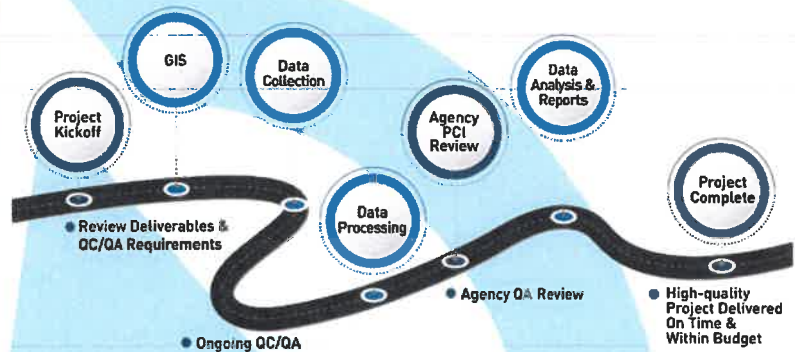 Project
Kickoff
GIS
Data
Collection
Data
Processing
Agency
PCI
Review
Data
Analysis &
Reports
Project
Complete
Review Deliverables &
QC/QA Requirements
Ongoing QC/QA
Agency QA Review
High-quality
Project Delivered
On Time &
Within Budget